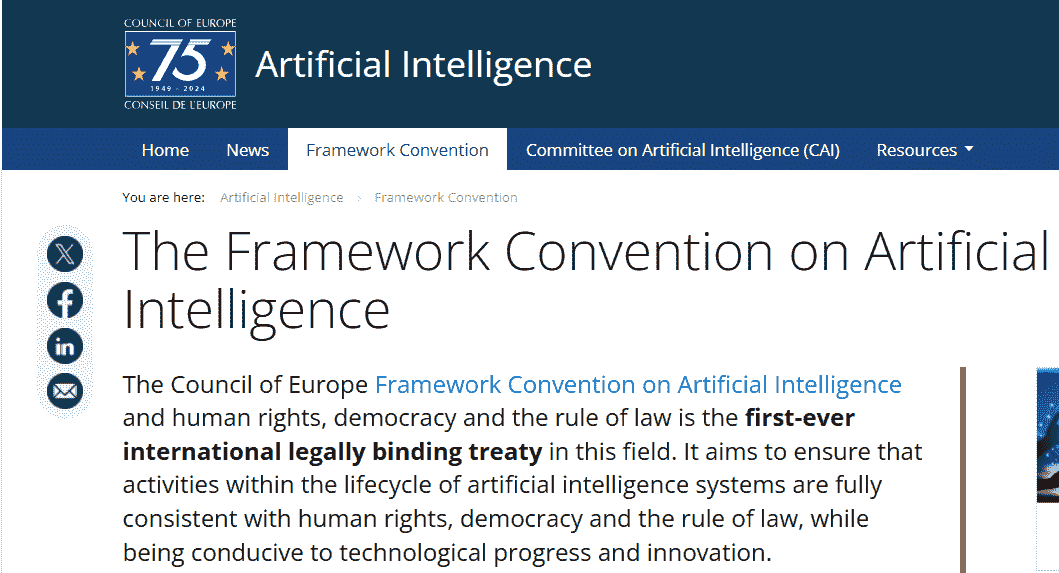 COUNCIL OF EUROPE
75
1949 - 2024
CONSEIL DE L'EUROPE
Artificial Intelligence
Home News Framework Convention Committee on Artificial Intelligence (CAI) Resources
You are here: Artificial Intelligence › Framework Convention
The Framework Convention on Artificial
Intelligence
The Council of Europe Framework Convention on Artificial Intelligence
and human rights, democracy and the rule of law is the first-ever
international legally binding treaty in this field. It aims to ensure that
activities within the lifecycle of artificial intelligence systems are fully
consistent with human rights, democracy and the rule of law, while
being conducive to technological progress and innovation.